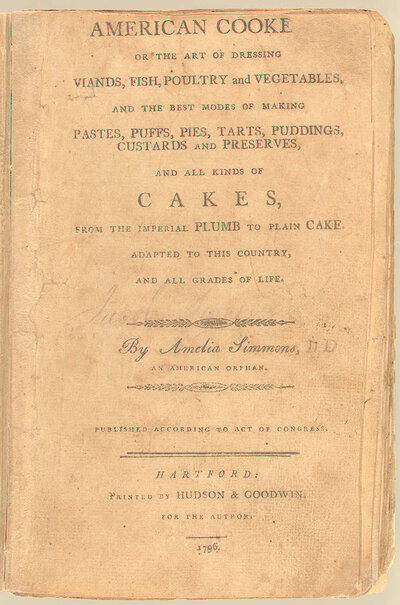 AMERICAN COOKE
OR THE ART OF DRESSING
VIANDS, FISH, POULTRY and VEGETABLES,
AND THE BEST MODES OF MAKING
PASTES, PUFFS, PIES, TARTS, PUDDINGS,
CUSTARDS AND PRESERVES,
AND ALL KINDS OF
CAKES,
FROM THE IMPERIAL PLUMB TO PLAIN CAKE.
ADAPTED TO THIS COUNTRY,
AND ALL GRADES OF LIFE.
By Amelia Simmons,
AN AMERICAN ORPHAN.
PUBLISHED ACCORDING TO ACT OF CONGRESS.
HARTFORD:
PRINTED BY HUDSON & GOODWIN.
FOR THE AUTHOR.
1796.